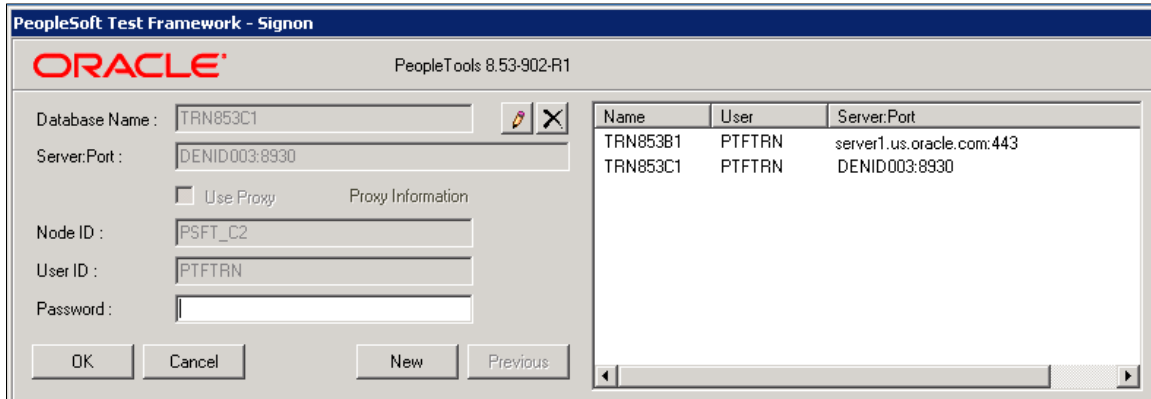 PeopleSoft Test Framework - Signon
ORACLE
PeopleTools 8.53-902-R1
Database Name : TRN853C1
Server:Port : DENID003:8930
Use Proxy Proxy Information
Node ID : PSFT_C2
User ID : PTFTRN
Password :
OK Cancel New Previous
Name User Server:Port
TRN853B1 PTFTRN server1.us.oracle.com:443
TRN853C1 PTFTRN DENID003:8930